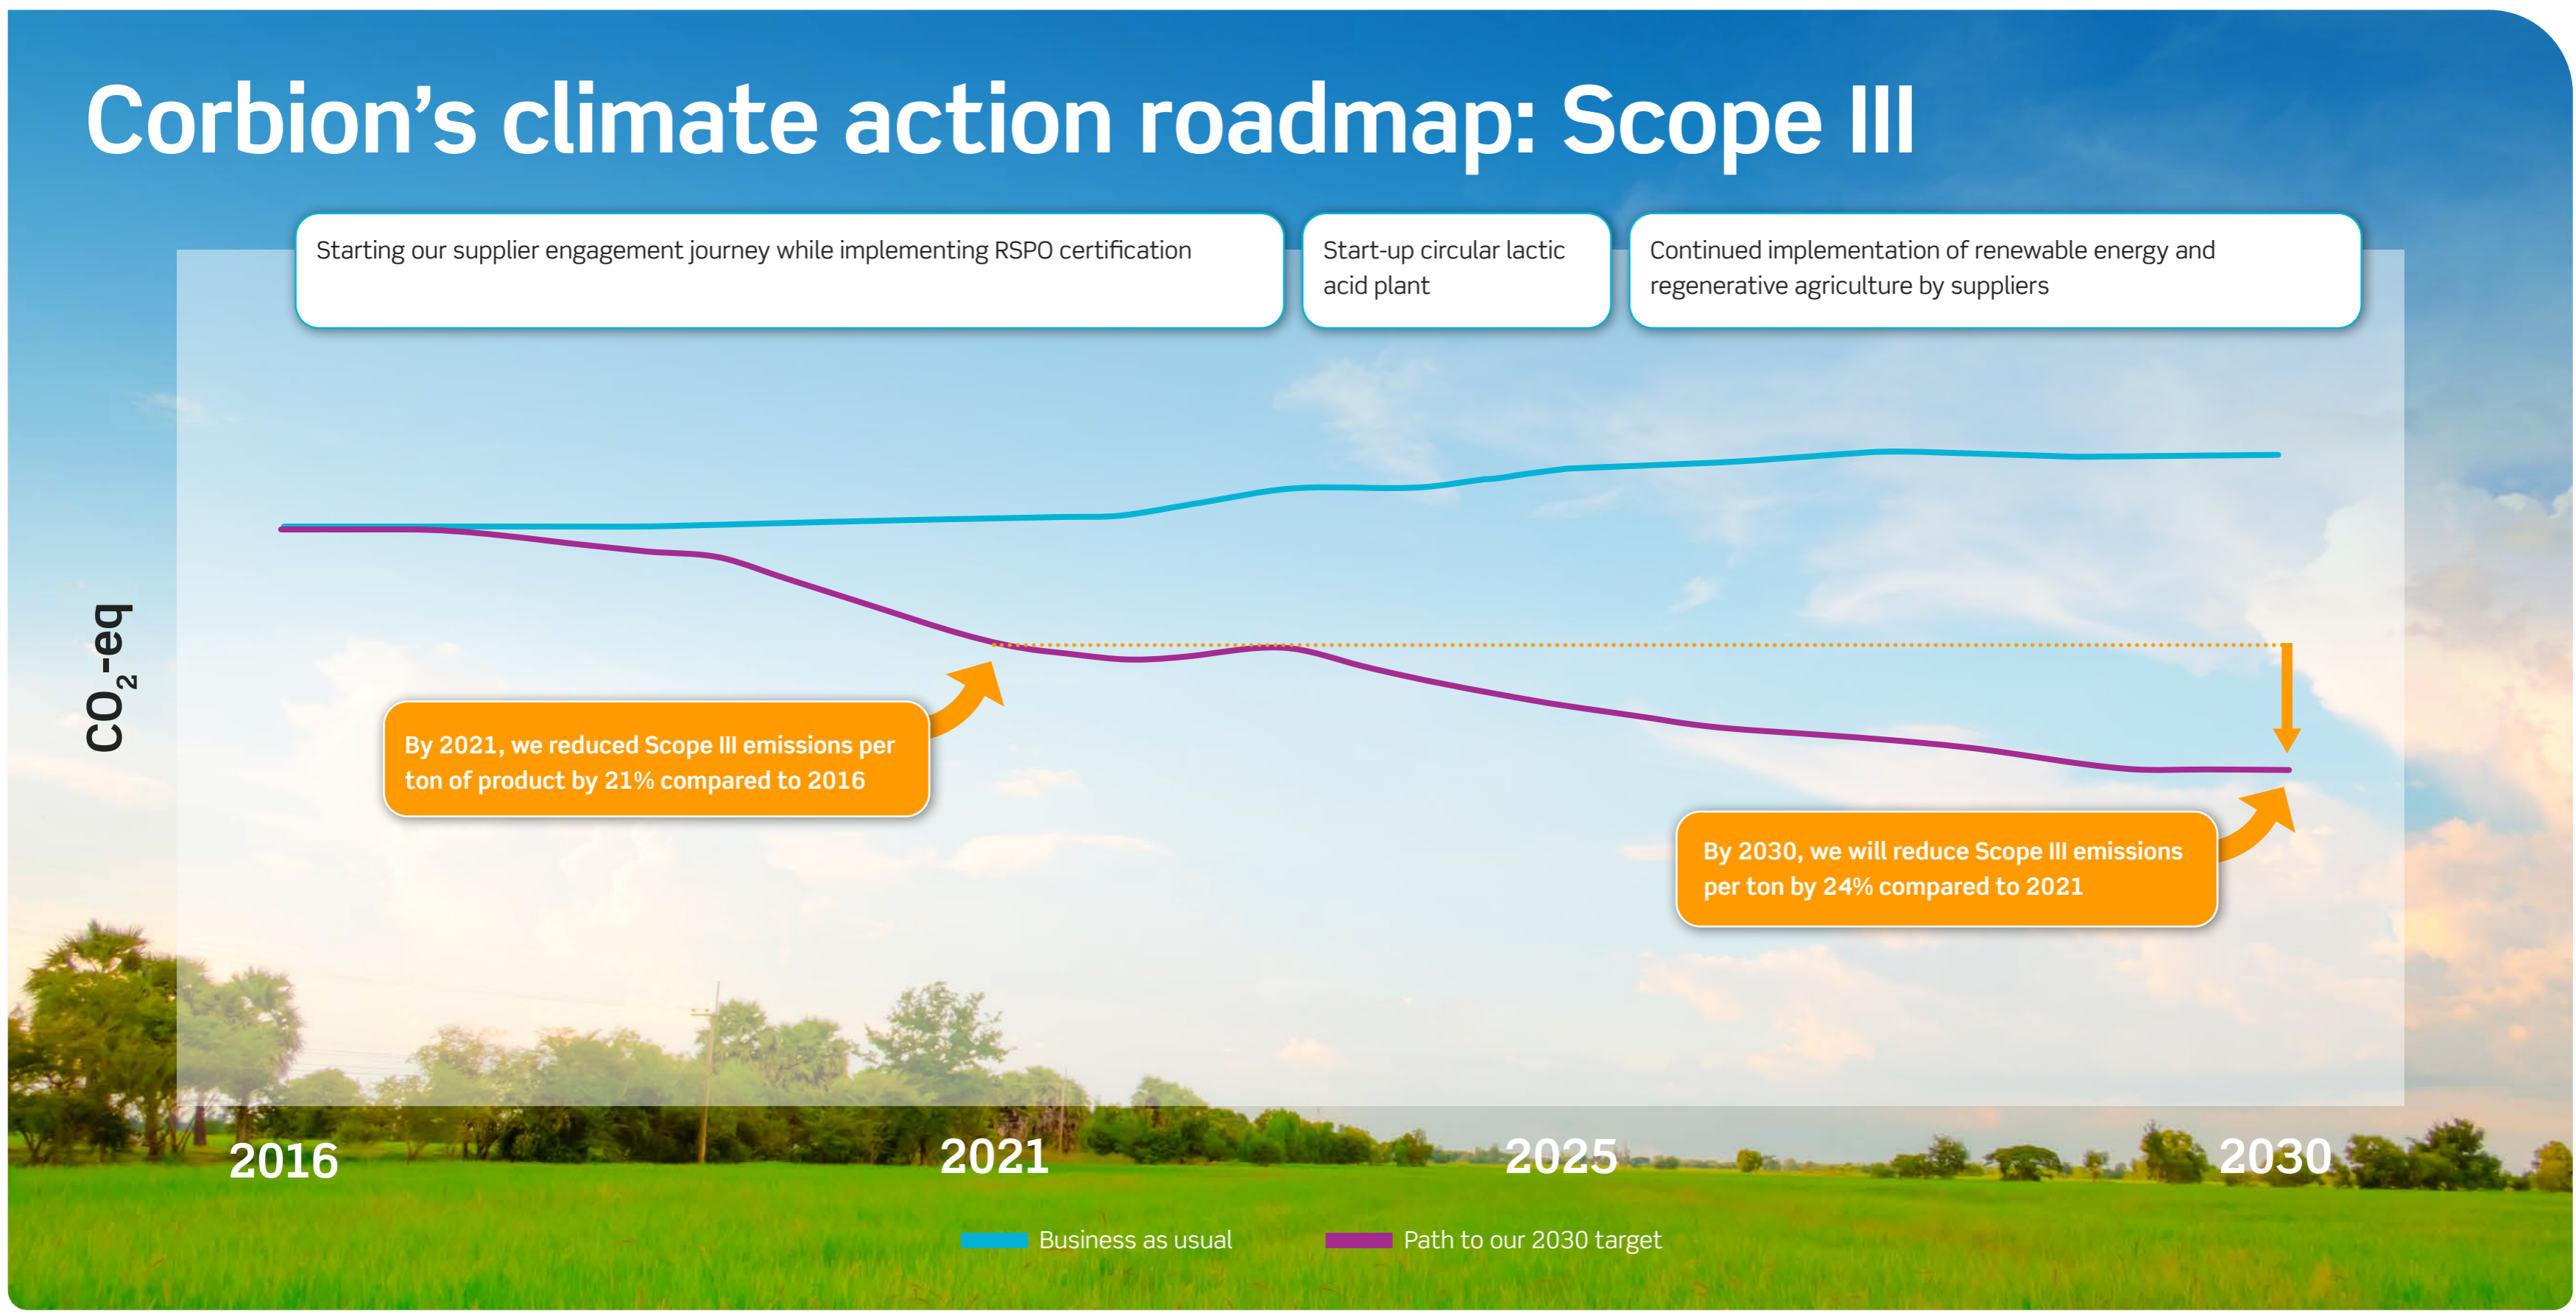 Corbion's climate action roadmap: Scope III
Starting our supplier engagement journey while implementing RSPO certification
Start-up circular lactic
acid plant
Continued implementation of renewable energy and
regenerative agriculture by suppliers
CO₂-eq
By 2021, we reduced Scope III emissions per
ton of product by 21% compared to 2016
By 2030, we will reduce Scope III emissions
per ton by 24% compared to 2021
2016
2021
2025
2030
Business as usual
Path to our 2030 target